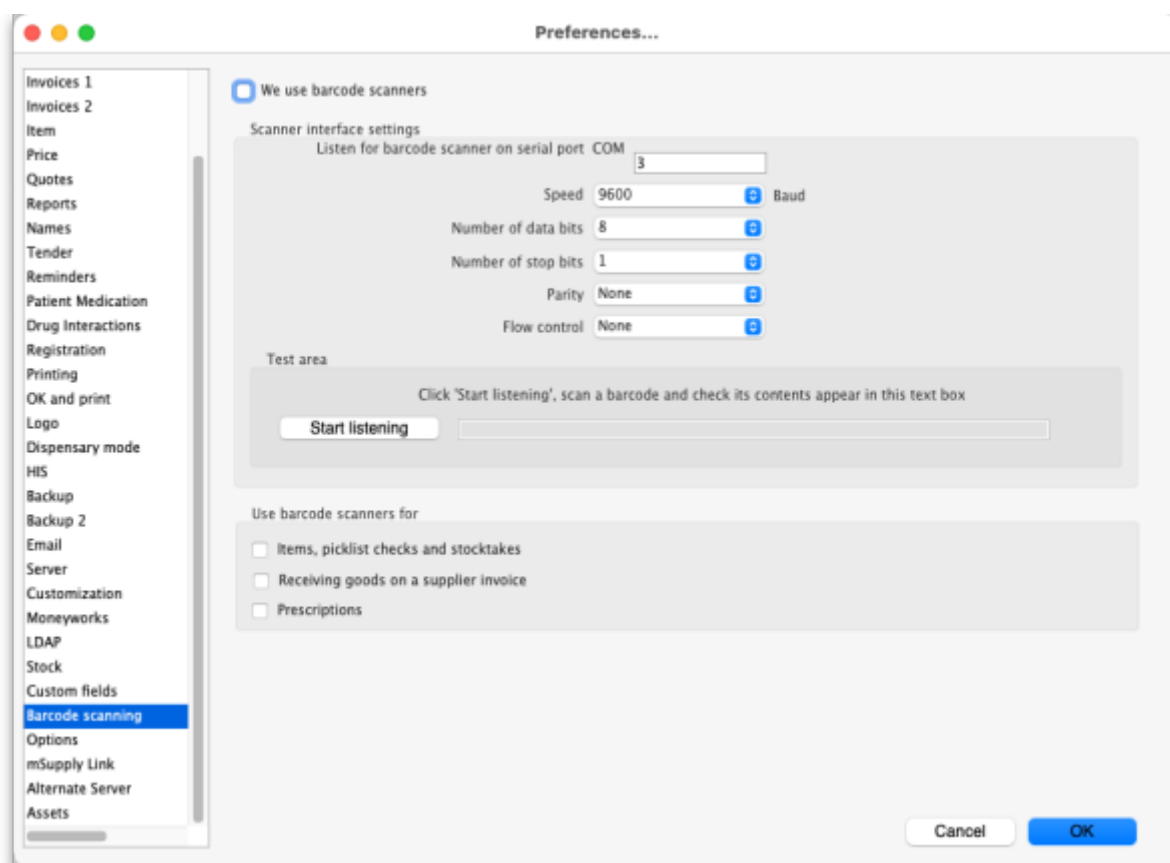 Preferences...
Invoices 1
Invoices 2
Item
Price
Quotes
Reports
Names
Tender
Reminders
Patient Medication
Drug Interactions
Registration
Printing
OK and print
Logo
Dispensary mode
HIS
Backup
Backup 2
Email
Server
Customization
Moneyworks
LDAP
Stock
Custom fields
Barcode scanning
Options
mSupply Link
Alternate Server
Assets
We use barcode scanners
Scanner interface settings
Listen for barcode scanner on serial port COM 3
Speed 9600 Baud
Number of data bits 8
Number of stop bits 1
Parity None
Flow control None
Test area
Click 'Start listening', scan a barcode and check its contents appear in this text box
Start listening
Use barcode scanners for
Items, picklist checks and stocktakes
Receiving goods on a supplier invoice
Prescriptions
Cancel OK